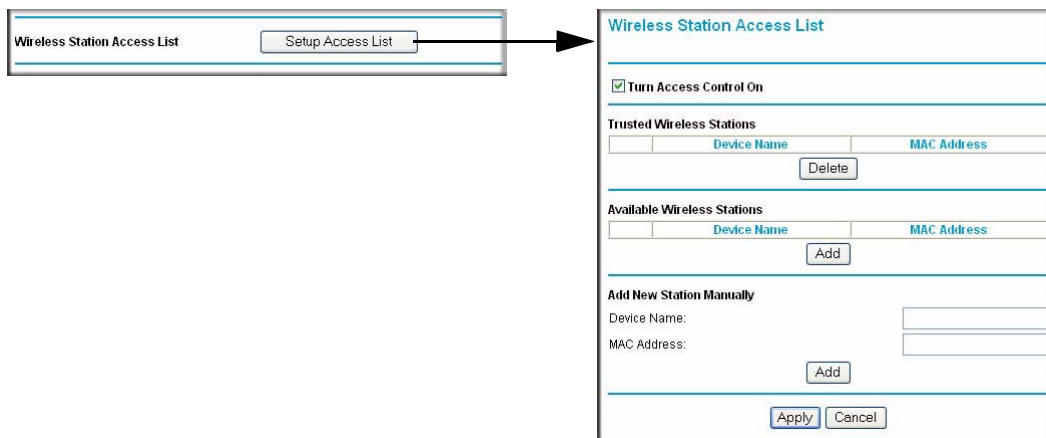 Wireless Station Access List
Setup Access List
Wireless Station Access List
Turn Access Control On
Trusted Wireless Stations
Device Name MAC Address
Delete
Available Wireless Stations
Device Name MAC Address
Add
Add New Station Manually
Device Name:
MAC Address:
Add
Apply Cancel